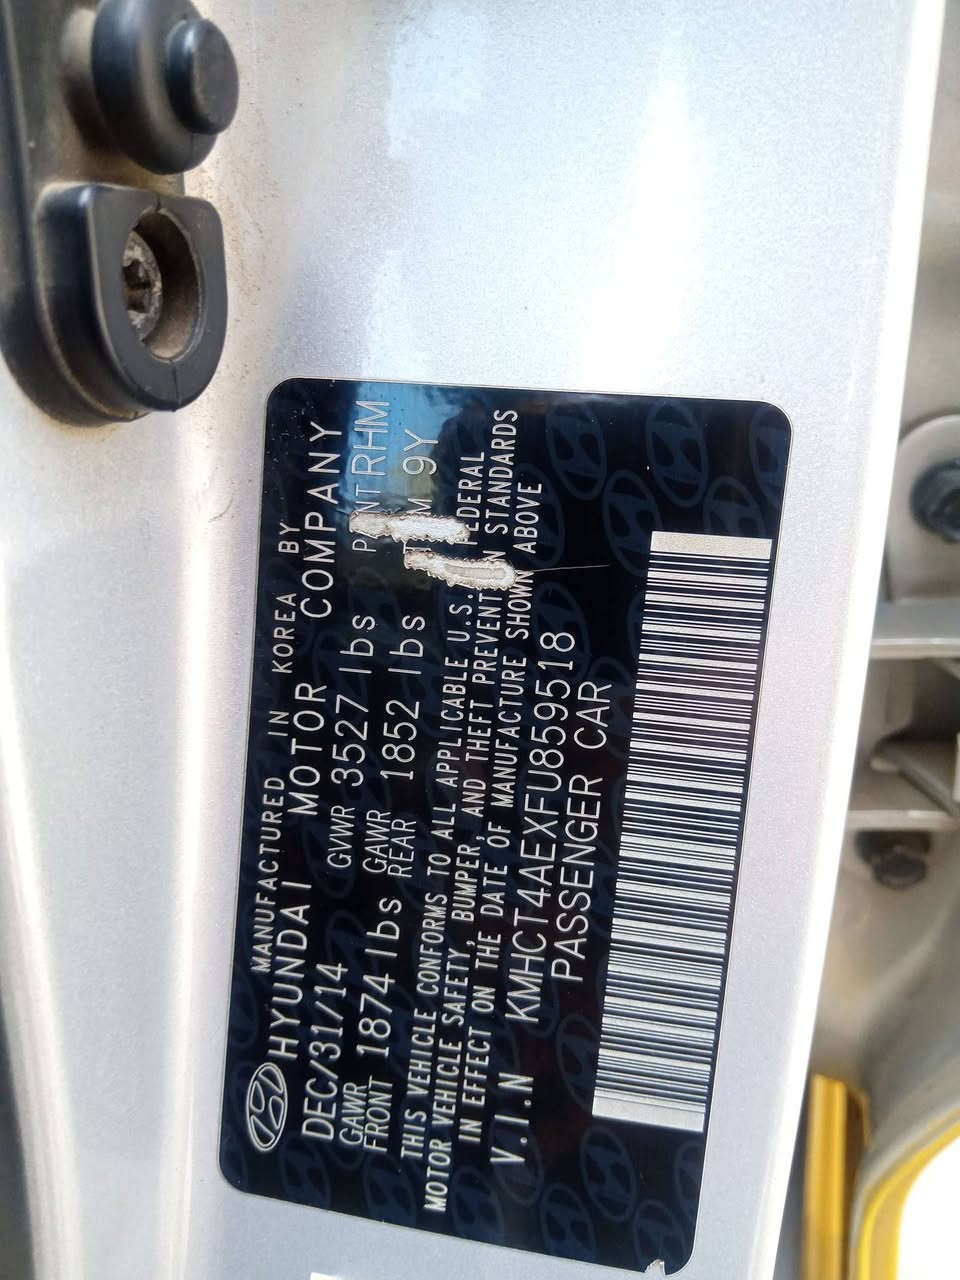 MANUFACTURED IN KOREA BY
HYUNDAI MOTOR COMPANY
DEC/31/14 GVWR 3527 lbs RHM
GAWR FRONT 1874 lbs GAWR REAR 1852 lbs 9Y
THIS VEHICLE CONFORMS TO ALL APPLICABLE U.S.
MOTOR VEHICLE SAFETY, BUMPER, AND THEFT PREVENT STANDARDS
IN EFFECT ON THE DATE OF MANUFACTURE SHOWN ABOVE
V.I.N KMHCT4AEXFU859518
PASSENGER CAR